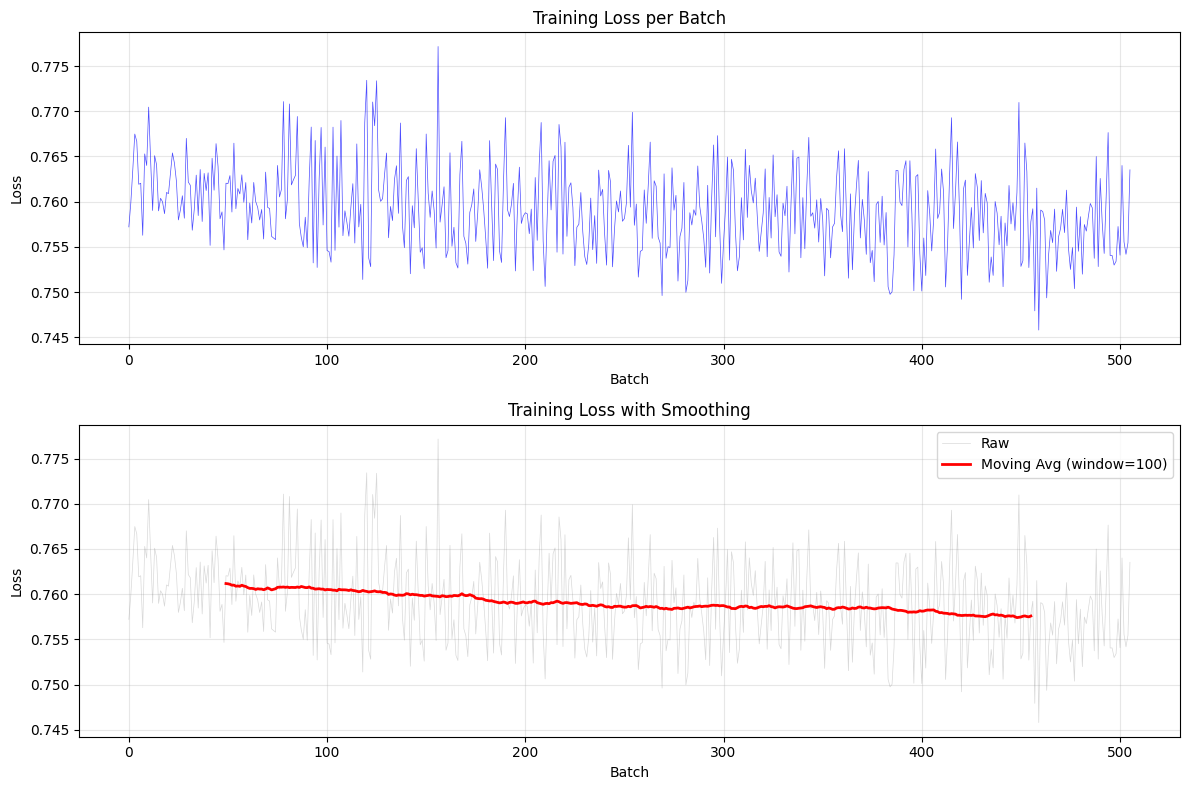 Training Loss per Batch
Loss
0.775
0.770
0.765
0.760
0.755
0.750
0.745
0 100 200 300 400 500
Batch
Training Loss with Smoothing
Raw
Moving Avg (window=100)
Loss
0.775
0.770
0.765
0.760
0.755
0.750
0.745
0 100 200 300 400 500
Batch